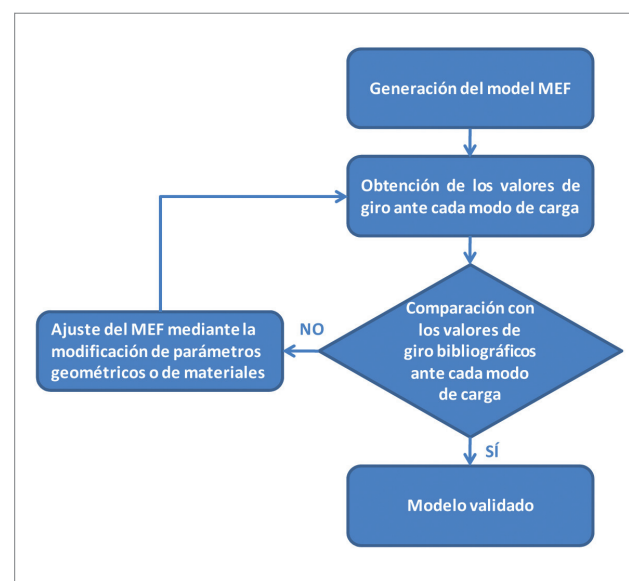 Generación del model MEF
Obtención de los valores de
giro ante cada modo de carga
Comparación con
los valores de
giro bibliográficos
ante cada modo
de carga
NO
Ajuste del MEF mediante la
modificación de parámetros
geométricos o de materiales
SÍ
Modelo validado